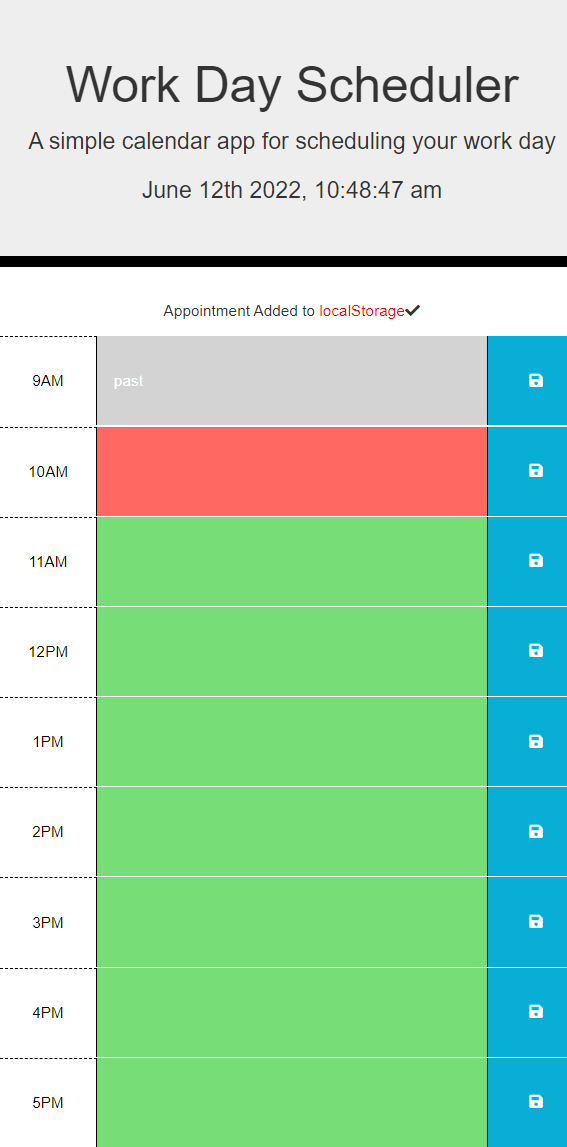 Work Day Scheduler
A simple calendar app for scheduling your work day
June 12th 2022, 10:48:47 am
Appointment Added to localStorage✔
9AM
past
10AM
11AM
12PM
1PM
2PM
3PM
4PM
5PM